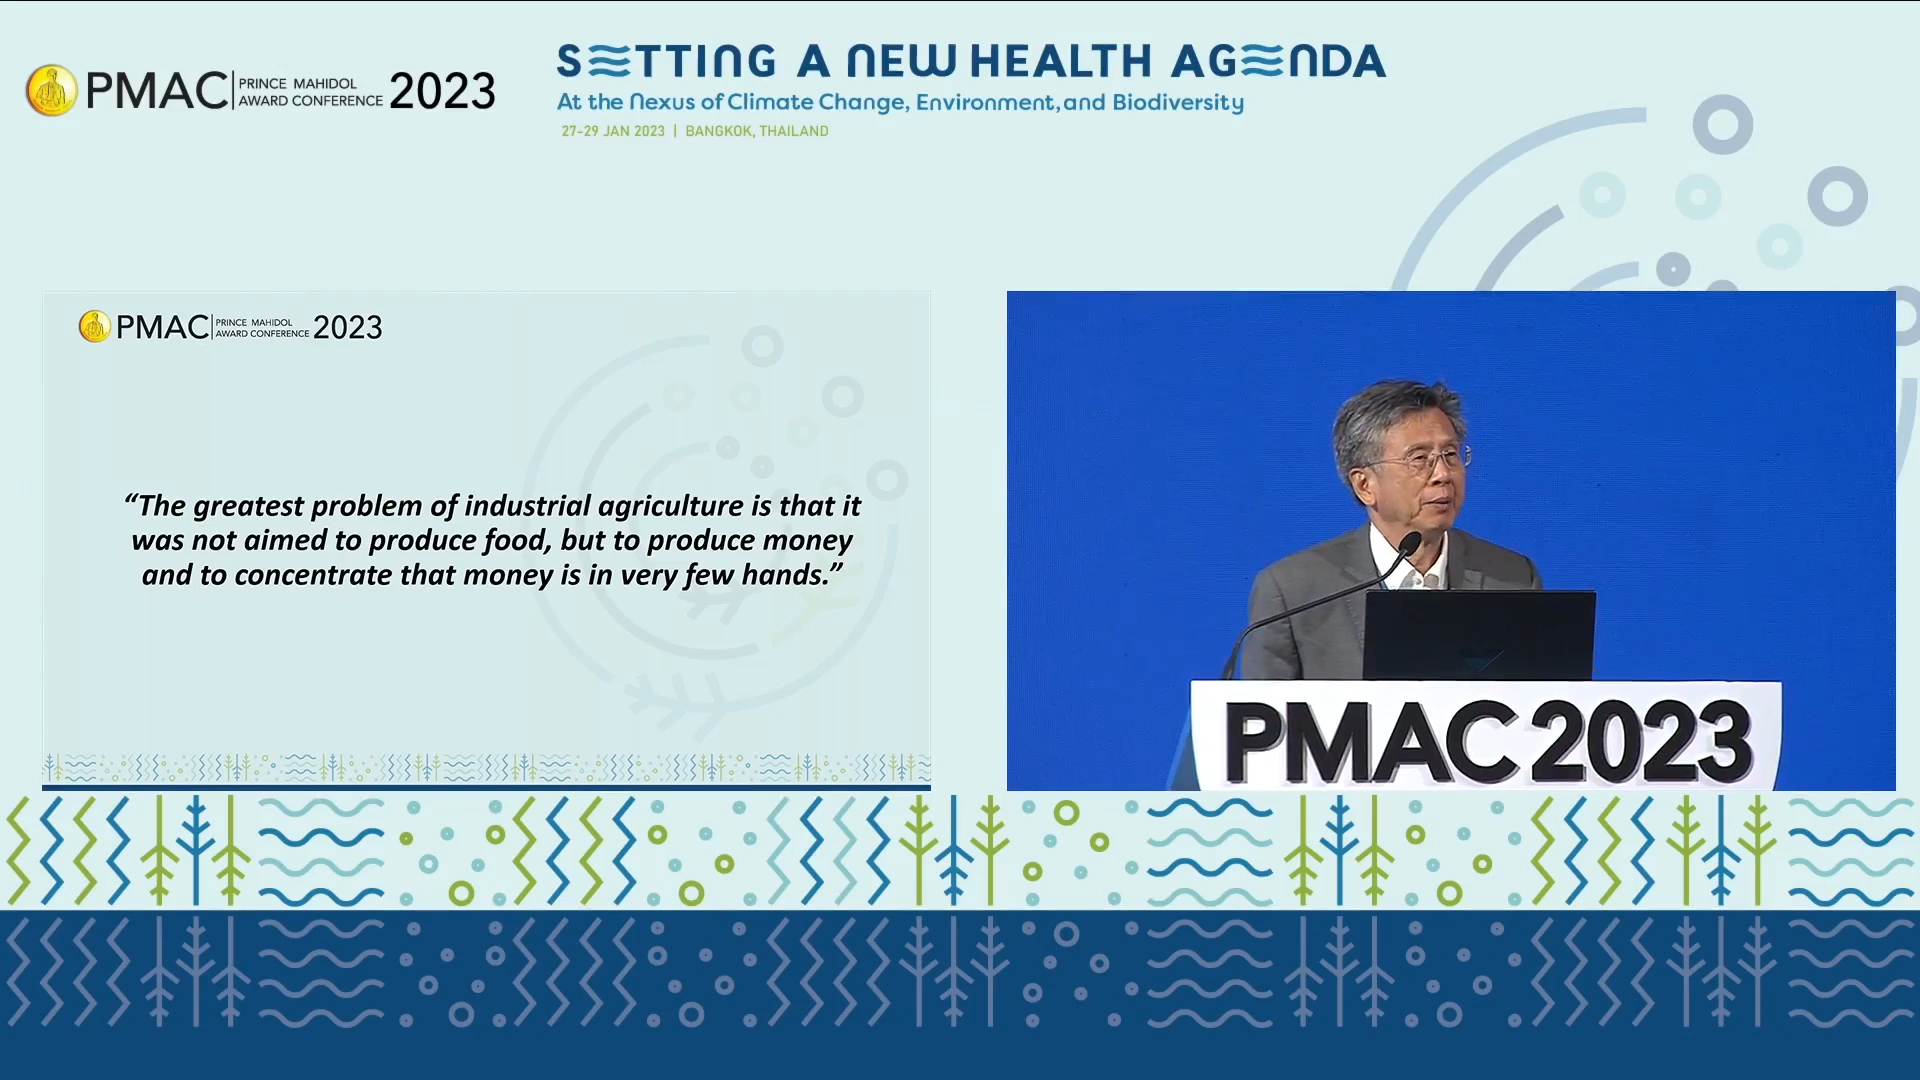 PMAC PRINCE MAHIDOL AWARD CONFERENCE 2023
SETTING A NEW HEALTH AGENDA
At the Nexus of Climate Change, Environment, and Biodiversity
27-29 JAN 2023 | BANGKOK, THAILAND
PMAC PRINCE MAHIDOL AWARD CONFERENCE 2023
“The greatest problem of industrial agriculture is that it
was not aimed to produce food, but to produce money
and to concentrate that money is in very few hands.”
PMAC 2023